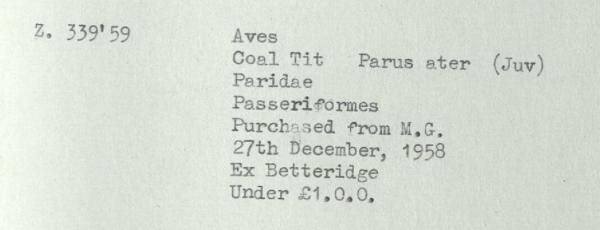 Z. 339'59
Aves
Coal Tit Parus ater (Juv)
Paridae
Passeriformes
Purchased from M.G.
27th December, 1958
Ex Betteridge
Under £1.0.0.